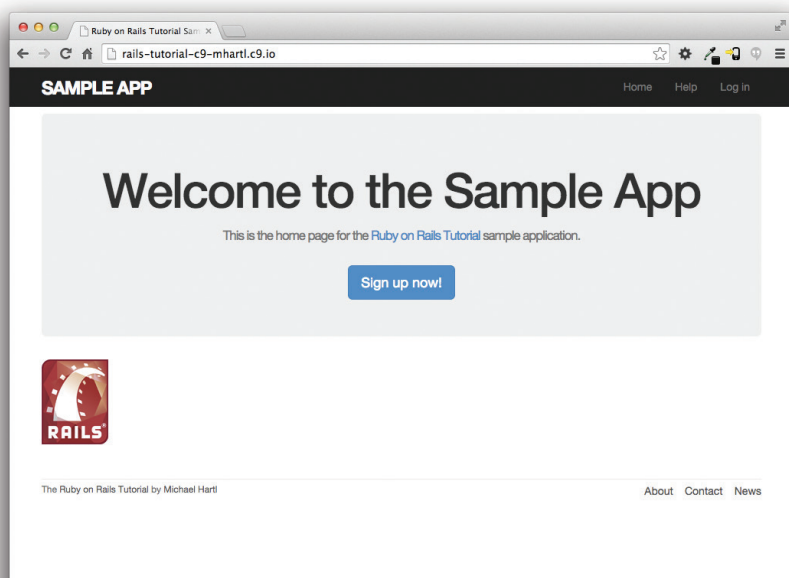 Ruby on Rails Tutorial Sam
rails-tutorial-c9-mhartl.c9.io
SAMPLE APP
Home Help Log in
Welcome to the Sample App
This is the home page for the Ruby on Rails Tutorial sample application.
Sign up now!
RAILS
The Ruby on Rails Tutorial by Michael Hartl
About Contact News